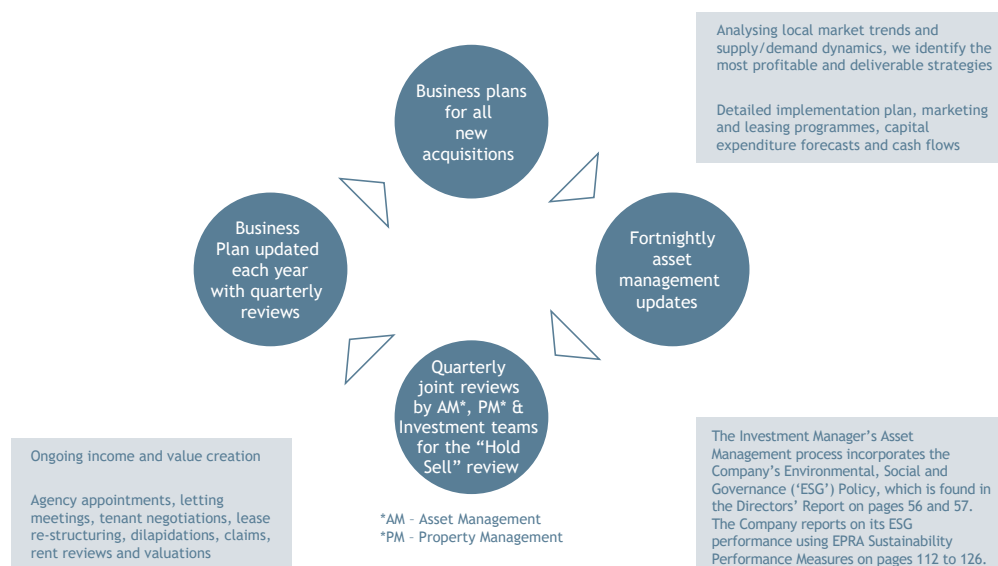 Analysing local market trends and
supply/demand dynamics, we identify the
most profitable and deliverable strategies
Detailed implementation plan, marketing
and leasing programmes, capital
expenditure forecasts and cash flows
Business plans
for all
new
acquisitions
Business
Plan updated
each year
with quarterly
reviews
Fortnightly
asset
management
updates
Quarterly
joint reviews
by AM*, PM* &
Investment teams
for the “Hold
Sell” review
Ongoing income and value creation
Agency appointments, letting
meetings, tenant negotiations, lease
re-structuring, dilapidations, claims,
rent reviews and valuations
*AM – Asset Management
*PM – Property Management
The Investment Manager’s Asset
Management process incorporates the
Company’s Environmental, Social and
Governance (‘ESG’) Policy, which is found in
the Directors’ Report on pages 56 and 57.
The Company reports on its ESG
performance using EPRA Sustainability
Performance Measures on pages 112 to 126.